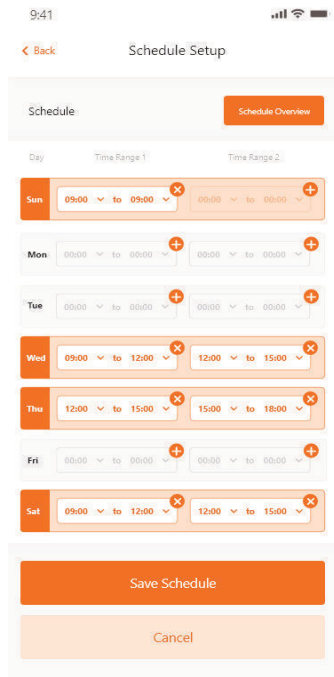 9:41
Back Schedule Setup
Schedule Schedule Overview
Day Time Range 1 Time Range 2
Sun 09:00 to 09:00 00:00 to 00:00
Mon 00:00 to 00:00 00:00 to 00:00
Tue 00:00 to 00:00 00:00 to 00:00
Wed 09:00 to 12:00 12:00 to 15:00
Thu 12:00 to 15:00 15:00 to 18:00
Fri 00:00 to 00:00 00:00 to 00:00
Sat 09:00 to 12:00 12:00 to 15:00
Save Schedule
Cancel